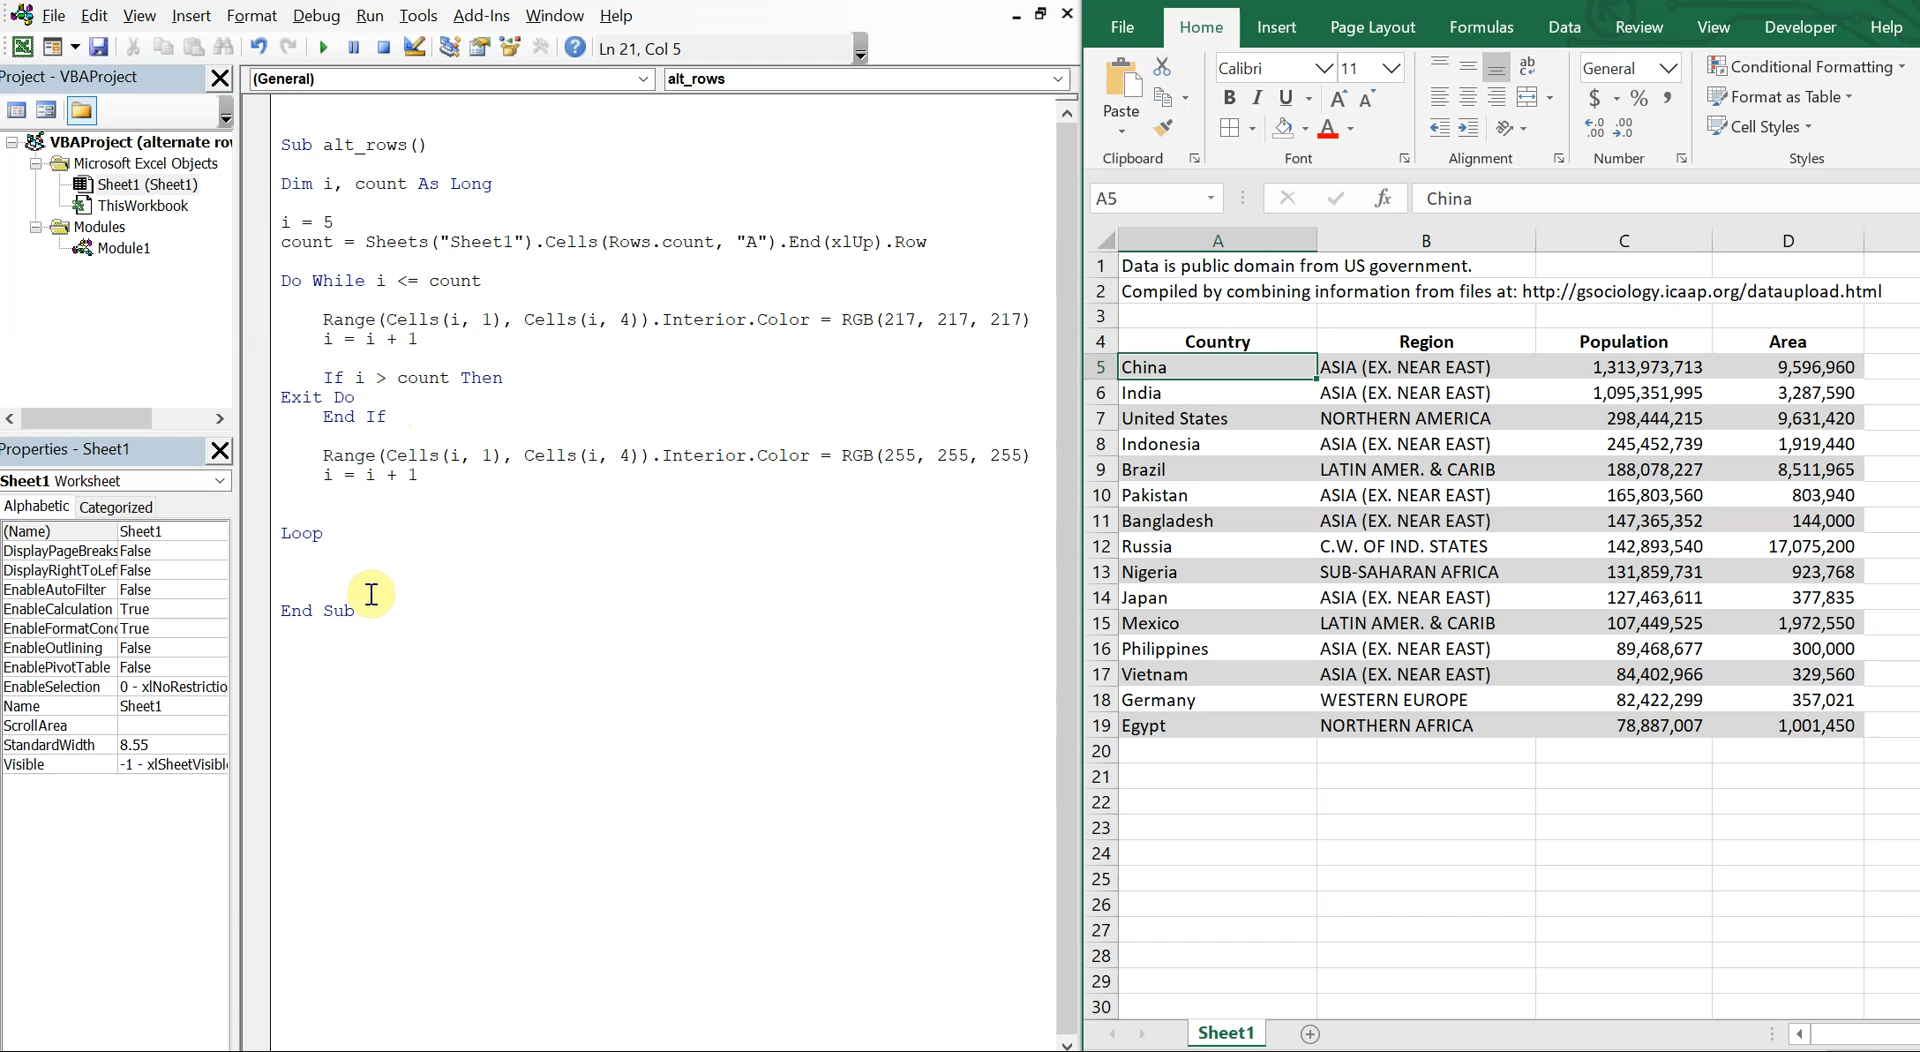 File Edit View Insert Format Debug Run Tools Add-Ins Window Help
Ln 21, Col 5
Project - VBAProject
VBAProject (alternate ro
Microsoft Excel Objects
Sheet1 (Sheet1)
ThisWorkbook
Modules
Module1
Properties - Sheet1
Sheet1 Worksheet
Alphabetic Categorized
(Name) Sheet1
DisplayPageBreaks False
DisplayRightToLef False
EnableAutoFilter False
EnableCalculation True
EnableFormatConc True
EnableOutlining False
EnablePivotTable False
EnableSelection 0 - xlNoRestrictio
Name Sheet1
ScrollArea
StandardWidth 8.55
Visible -1 - xlSheetVisibl
(General) alt_rows
Sub alt_rows()
Dim i, count As Long
i = 5
count = Sheets("Sheet1").Cells(Rows.count, "A").End(xlUp).Row
Do While i <= count
Range(Cells(i, 1), Cells(i, 4)).Interior.Color = RGB(217, 217, 217)
i = i + 1
If i > count Then
Exit Do
End If
Range(Cells(i, 1), Cells(i, 4)).Interior.Color = RGB(255, 255, 255)
i = i + 1
Loop
End Sub
File Home Insert Page Layout Formulas Data Review View Developer Help
Paste
Calibri 11
B I U A A
ab
General
$ % ,
Conditional Formatting
Format as Table
Cell Styles
Clipboard Font Alignment Number Styles
A5 fx China
A B C D
1 Data is public domain from US government.
2 Compiled by combining information from files at: http://gsociology.icaap.org/dataupload.html
3
4 Country Region Population Area
5 China ASIA (EX. NEAR EAST) 1,313,973,713 9,596,960
6 India ASIA (EX. NEAR EAST) 1,095,351,995 3,287,590
7 United States NORTHERN AMERICA 298,444,215 9,631,420
8 Indonesia ASIA (EX. NEAR EAST) 245,452,739 1,919,440
9 Brazil LATIN AMER. & CARIB 188,078,227 8,511,965
10 Pakistan ASIA (EX. NEAR EAST) 165,803,560 803,940
11 Bangladesh ASIA (EX. NEAR EAST) 147,365,352 144,000
12 Russia C.W. OF IND. STATES 142,893,540 17,075,200
13 Nigeria SUB-SAHARAN AFRICA 131,859,731 923,768
14 Japan ASIA (EX. NEAR EAST) 127,463,611 377,835
15 Mexico LATIN AMER. & CARIB 107,449,525 1,972,550
16 Philippines ASIA (EX. NEAR EAST) 89,468,677 300,000
17 Vietnam ASIA (EX. NEAR EAST) 84,402,966 329,560
18 Germany WESTERN EUROPE 82,422,299 357,021
19 Egypt NORTHERN AFRICA 78,887,007 1,001,450
20
21
22
23
24
25
26
27
28
29
30
Sheet1